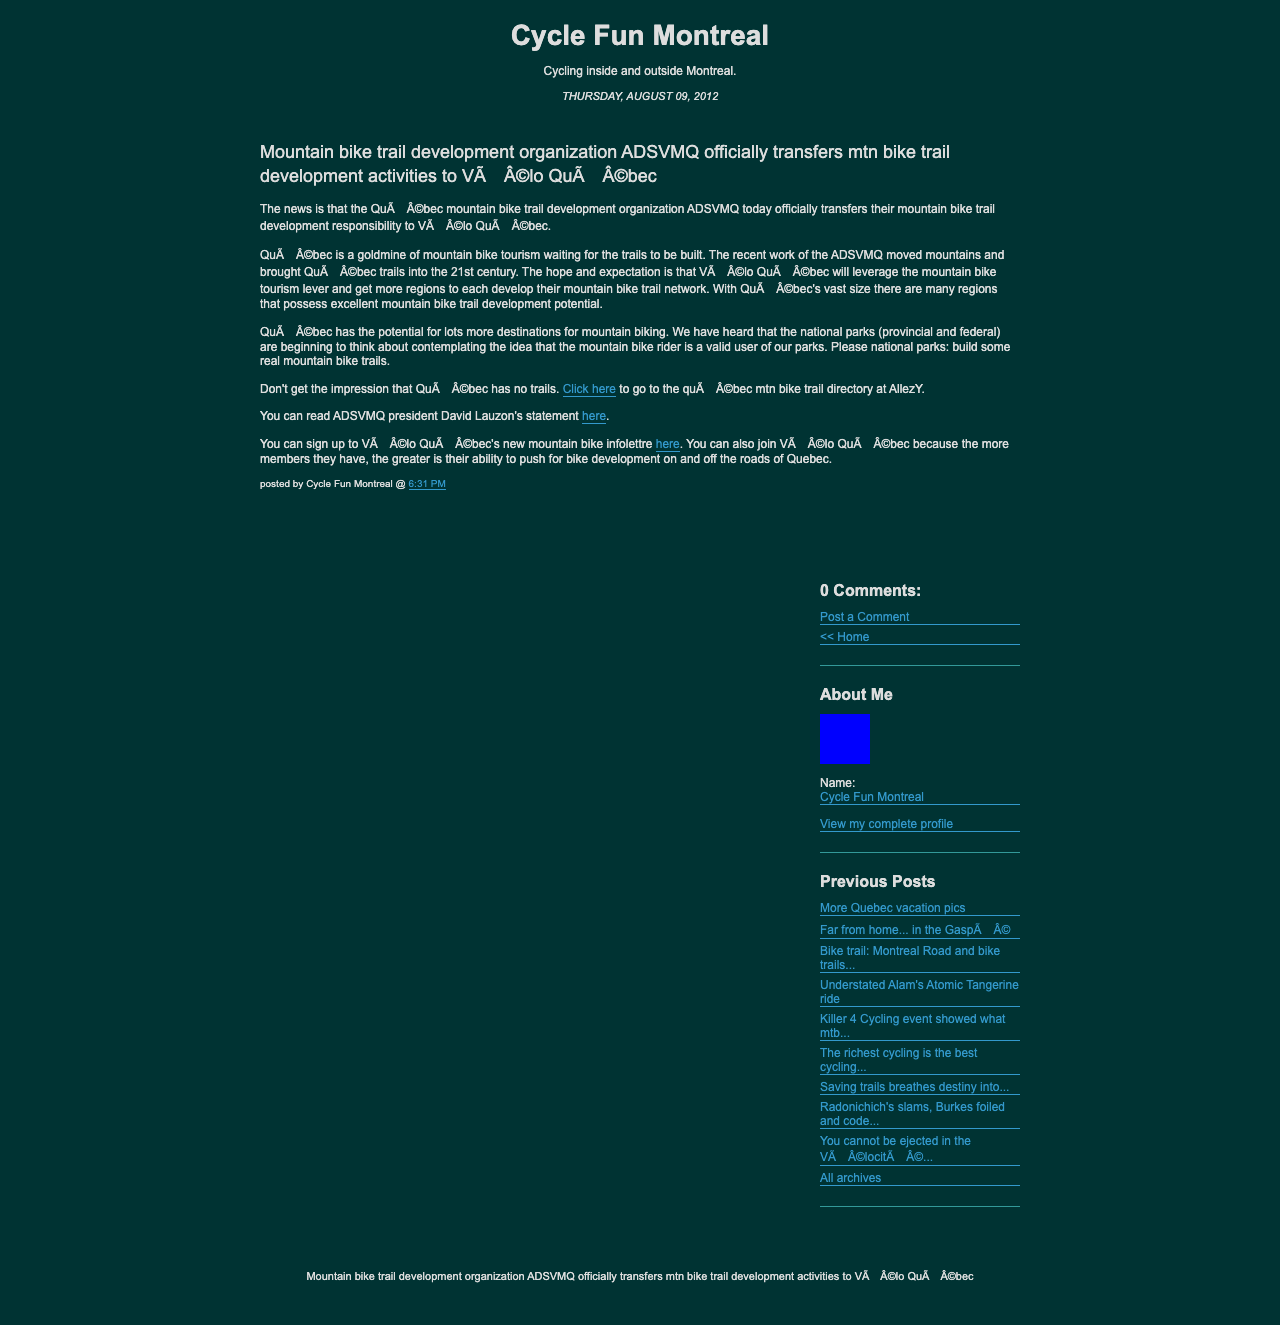 Cycle Fun Montreal
Cycling inside and outside Montreal.
THURSDAY, AUGUST 09, 2012
Mountain bike trail development organization ADSVMQ officially transfers mtn bike trail
development activities to VÃ Â©lo QuÃ Â©bec
The news is that the QuÃ Â©bec mountain bike trail development organization ADSVMQ today officially transfers their mountain bike trail
development responsibility to VÃ Â©lo QuÃ Â©bec.
QuÃ Â©bec is a goldmine of mountain bike tourism waiting for the trails to be built. The recent work of the ADSVMQ moved mountains and
brought QuÃ Â©bec trails into the 21st century. The hope and expectation is that VÃ Â©lo QuÃ Â©bec will leverage the mountain bike
tourism lever and get more regions to each develop their mountain bike trail network. With QuÃ Â©bec's vast size there are many regions
that possess excellent mountain bike trail development potential.
QuÃ Â©bec has the potential for lots more destinations for mountain biking. We have heard that the national parks (provincial and federal)
are beginning to think about contemplating the idea that the mountain bike rider is a valid user of our parks. Please national parks: build some
real mountain bike trails.
Don't get the impression that QuÃ Â©bec has no trails. Click here to go to the quÃ Â©bec mtn bike trail directory at AllezY.
You can read ADSVMQ president David Lauzon's statement here.
You can sign up to VÃ Â©lo QuÃ Â©bec's new mountain bike infolettre here. You can also join VÃ Â©lo QuÃ Â©bec because the more
members they have, the greater is their ability to push for bike development on and off the roads of Quebec.
posted by Cycle Fun Montreal @ 6:31 PM
0 Comments:
Post a Comment
<< Home
About Me
Name:
Cycle Fun Montreal
View my complete profile
Previous Posts
More Quebec vacation pics
Far from home... in the GaspÃ Â©
Bike trail: Montreal Road and bike
trails...
Understated Alam's Atomic Tangerine
ride
Killer 4 Cycling event showed what
mtb...
The richest cycling is the best
cycling...
Saving trails breathes destiny into...
Radonichich's slams, Burkes foiled
and code...
You cannot be ejected in the
VÃ Â©locitÃ Â©...
All archives
Mountain bike trail development organization ADSVMQ officially transfers mtn bike trail development activities to VÃ Â©lo QuÃ Â©bec